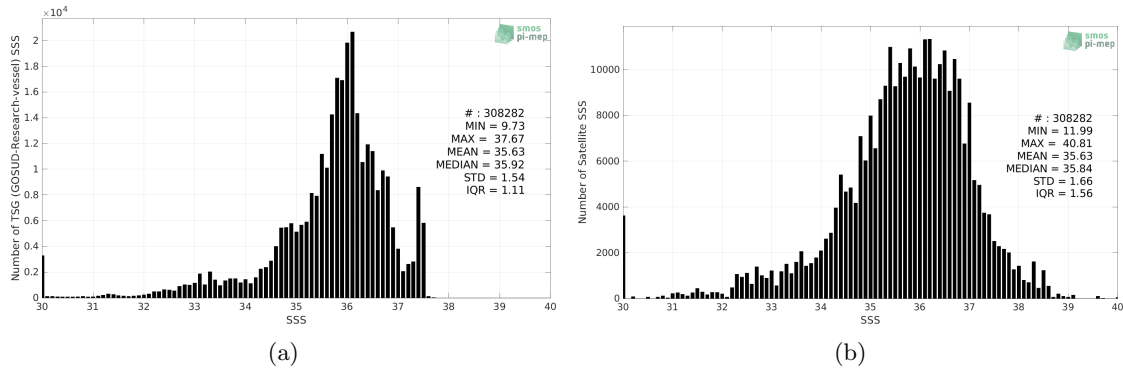 ×10⁴
smos
pi-mep
Number of TSG (GOSUD-Research-vessel) SSS
2
1.8
1.6
1.4
1.2
1
0.8
0.6
0.4
0.2
0
# : 308282
MIN = 9.73
MAX = 37.67
MEAN = 35.63
MEDIAN = 35.92
STD = 1.54
IQR = 1.11
30 31 32 33 34 35 36 37 38 39 40
SSS
(a)
smos
pi-mep
Number of Satellite SSS
10000
8000
6000
4000
2000
0
# : 308282
MIN = 11.99
MAX = 40.81
MEAN = 35.63
MEDIAN = 35.84
STD = 1.66
IQR = 1.56
30 31 32 33 34 35 36 37 38 39 40
SSS
(b)